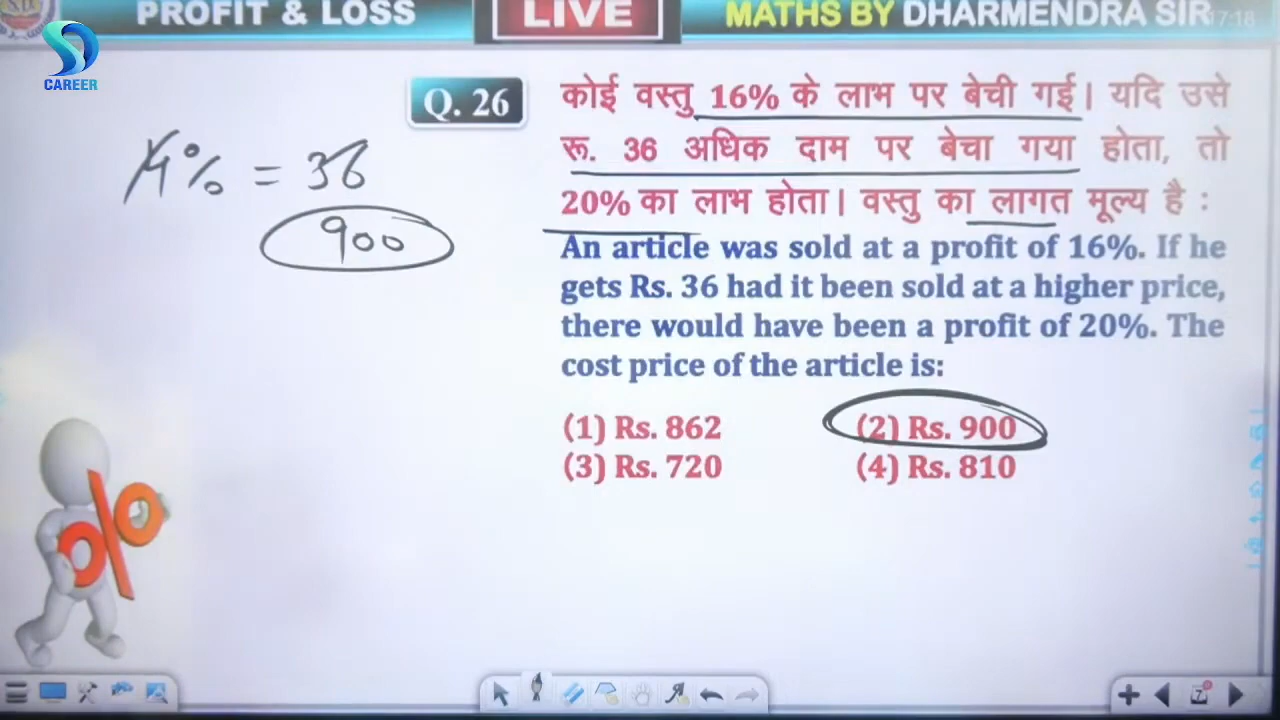 PROFIT & LOSS
LIVE
MATHS BY DHARMENDRA SIR
17:18
CAREER
Q. 26
कोई वस्तु 16% के लाभ पर बेची गई। यदि उसे
रू. 36 अधिक दाम पर बेचा गया होता, तो
20% का लाभ होता। वस्तु का लागत मूल्य है :
An article was sold at a profit of 16%. If he
gets Rs. 36 had it been sold at a higher price,
there would have been a profit of 20%. The
cost price of the article is:
(1) Rs. 862 (2) Rs. 900
(3) Rs. 720 (4) Rs. 810
4% = 36
900
%
7